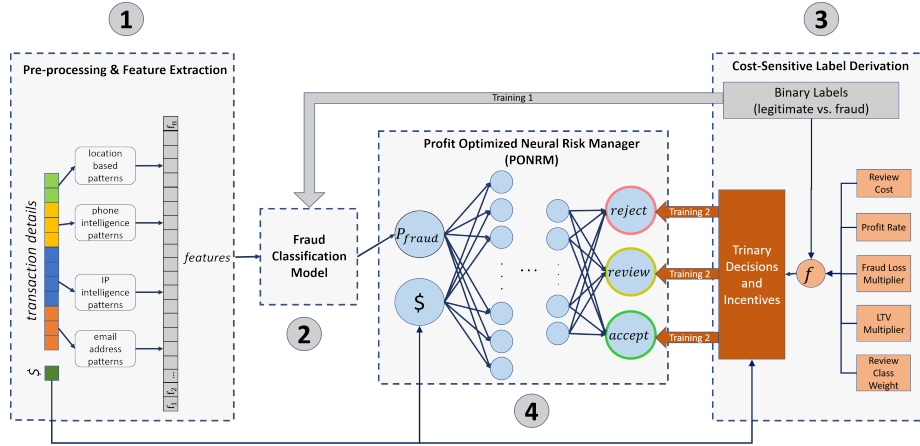 1
3
Pre-processing & Feature Extraction
Cost-Sensitive Label Derivation
Binary Labels
(legitimate vs. fraud)
Training 1
transaction details
$
location
based
patterns
phone
intelligence
patterns
IP
intelligence
patterns
email
address
patterns
fn
...
f2
f1
features
Fraud
Classification
Model
2
Profit Optimized Neural Risk Manager
(PONRM)
Pfraud
$
...
reject
review
accept
4
Training 2
Training 2
Training 2
Trinary
Decisions
and
Incentives
f
Review
Cost
Profit Rate
Fraud Loss
Multiplier
LTV
Multiplier
Review
Class
Weight